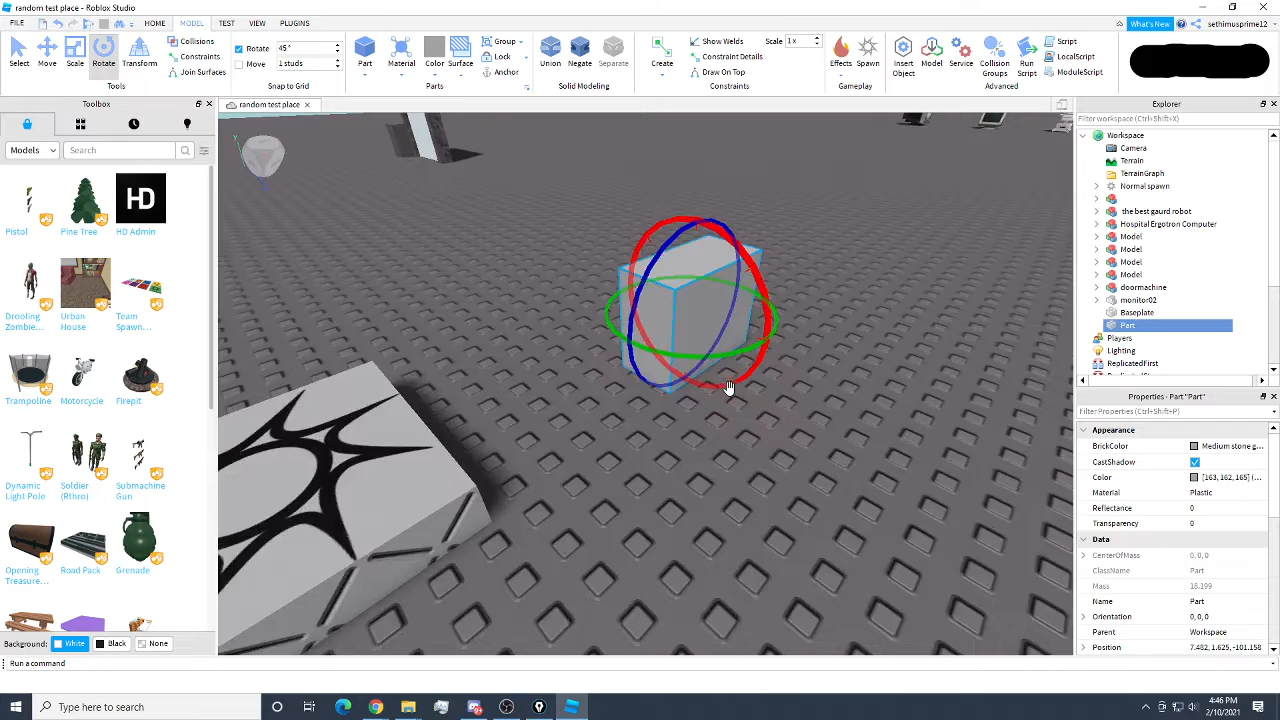 random test place - Roblox Studio
FILE HOME MODEL TEST VIEW PLUGINS What's New sethimusprime12
Select Move Scale Rotate Transform
Collisions
Constraints
Join Surfaces
Tools
Rotate 45°
Move 1 studs
Snap to Grid
Part Material Color Surface
Group
Lock
Anchor
Parts
Union Negate Separate
Solid Modeling
Create
Show Welds Scale 1x
Constraint Details
Draw On Top
Constraints
Effects Spawn
Gameplay
Insert Object Model Service Collision Groups Run Script
Script
LocalScript
ModuleScript
Advanced
Toolbox
Models Search
Pistol Pine Tree HD Admin
HD
Drooling Zombie... Urban House Team Spawn...
Trampoline Motorcycle Firepit
Dynamic Light Pole Soldier (Rthro) Submachine Gun
Opening Treasure... Road Pack Grenade
Background: White Black None
Run a command
random test place
Y
Explorer
Filter workspace (Ctrl+Shift+X)
Workspace
Camera
Terrain
TerrainGraph
Normal spawn
the best gaurd robot
Hospital Ergotron Computer
Model
Model
Model
Model
doormachine
monitor02
Baseplate
Part
Players
Lighting
ReplicatedFirst
Properties - Part "Part"
Filter Properties (Ctrl+Shift+P)
Appearance
BrickColor Medium stone g...
CastShadow
Color [163, 162, 165] (...
Material Plastic
Reflectance 0
Transparency 0
Data
CenterOfMass 0, 0, 0
ClassName Part
Mass 18.199
Name Part
Orientation 0, 0, 0
Parent Workspace
Position 7.482, 1.625, -101.158
Type here to search
4:46 PM
2/10/2021